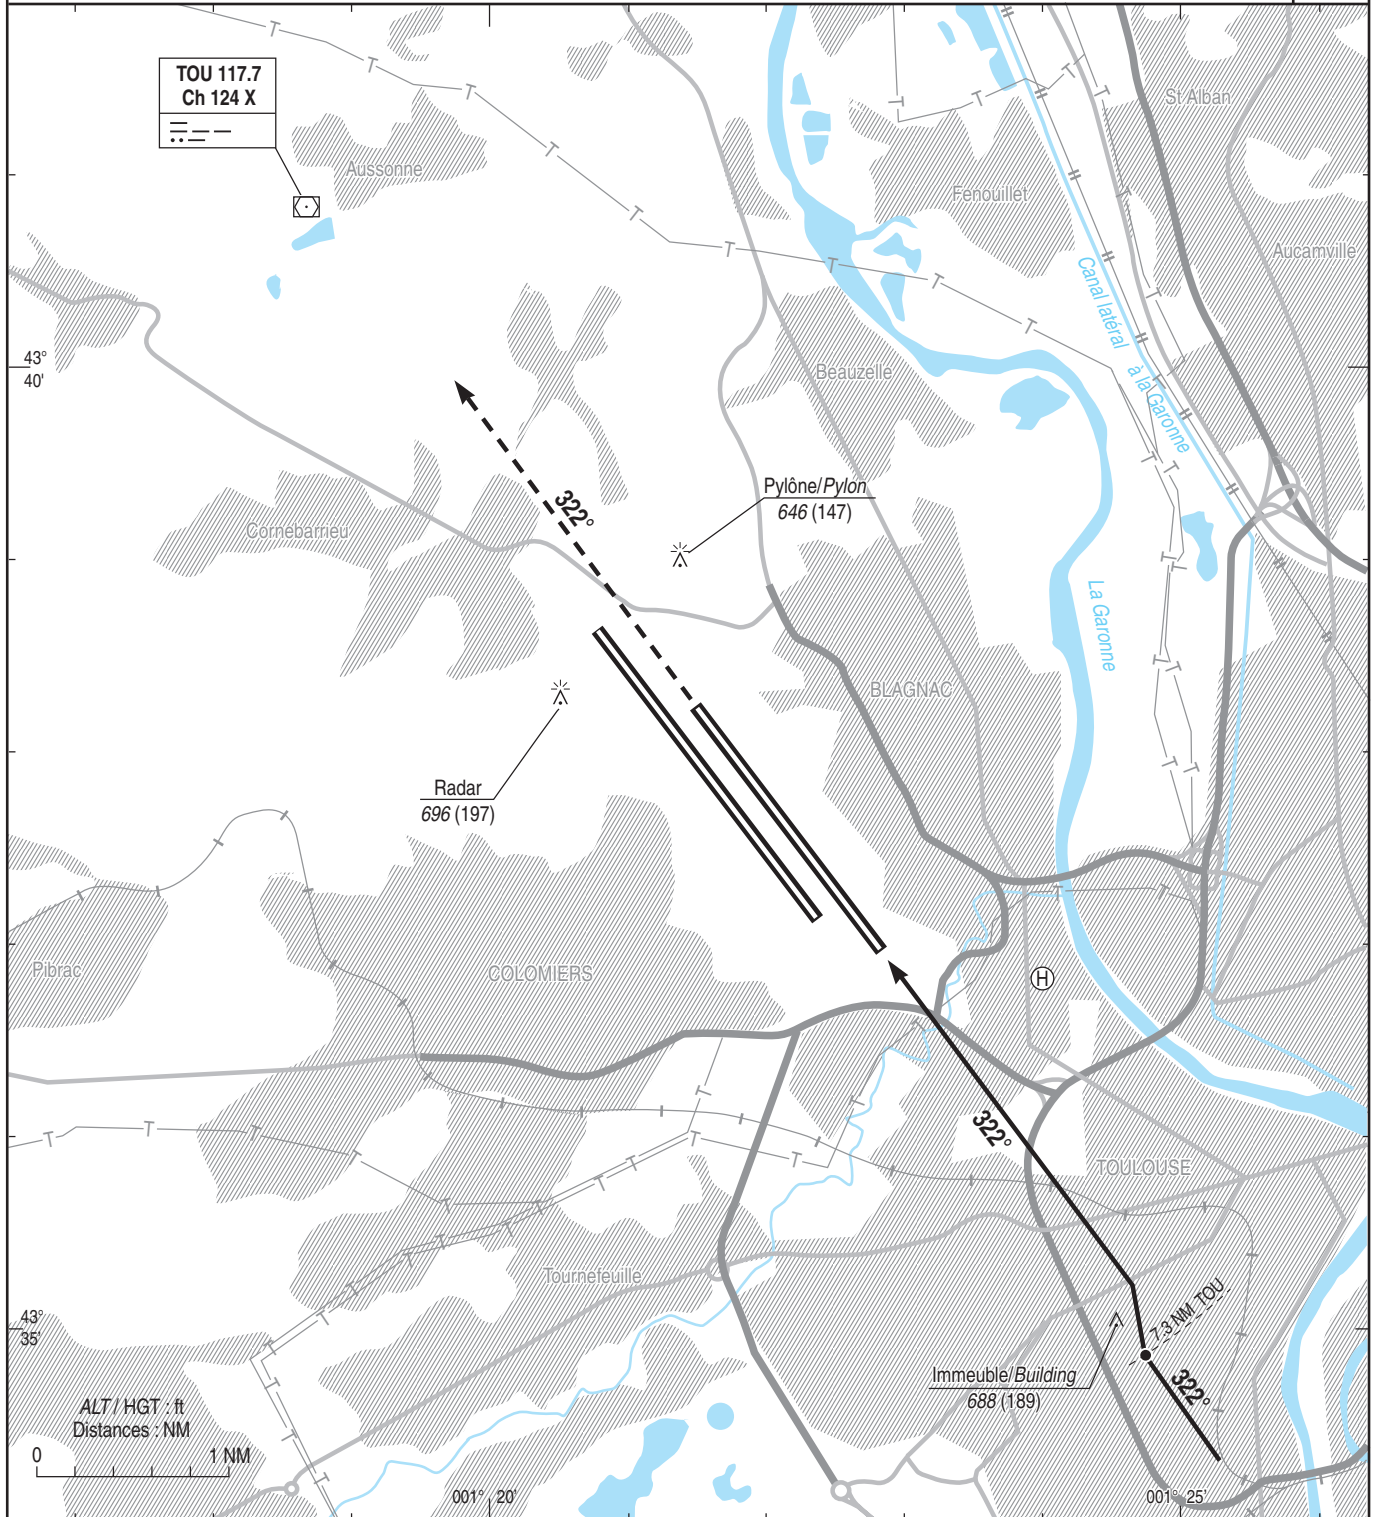 TOU 117.7
Ch 124 X
St Alban
Aussonne
Fenouillet
Aucamville
Canal latéral à la Garonne
43°
40'
Beauzelle
Pylône/Pylon
646 (147)
322°
Cornebarrieu
La Garonne
BLAGNAC
Radar
696 (197)
Pibrac
COLOMIERS
H
322°
TOULOUSE
Tournefeuille
7.3 NM TOU
43°
35'
Immeuble/Building
688 (189)
322°
ALT / HGT : ft
Distances : NM
0 1 NM
001° 20'
001° 25'